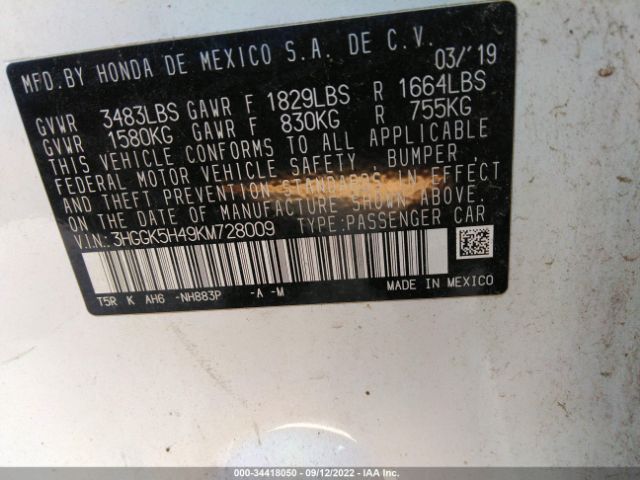 MFD.BY HONDA DE MEXICO S.A. DE C.V.
03/'19
GVWR 3483LBS GAWR F 1829LBS R 1664LBS
GVWR 1580KG GAWR F 830KG R 755KG
THIS VEHICLE CONFORMS TO ALL APPLICABLE
FEDERAL MOTOR VEHICLE SAFETY, BUMPER,
AND THEFT PREVENTION STANDARDS IN EFFECT
ON THE DATE OF MANUFACTURE SHOWN ABOVE.
V.I.N: 3HGGK5H49KM728009 TYPE:PASSENGER CAR
T5R K AH6 -NH883P -A -M
MADE IN MEXICO
000-34418050 - 09/12/2022 - IAA Inc.